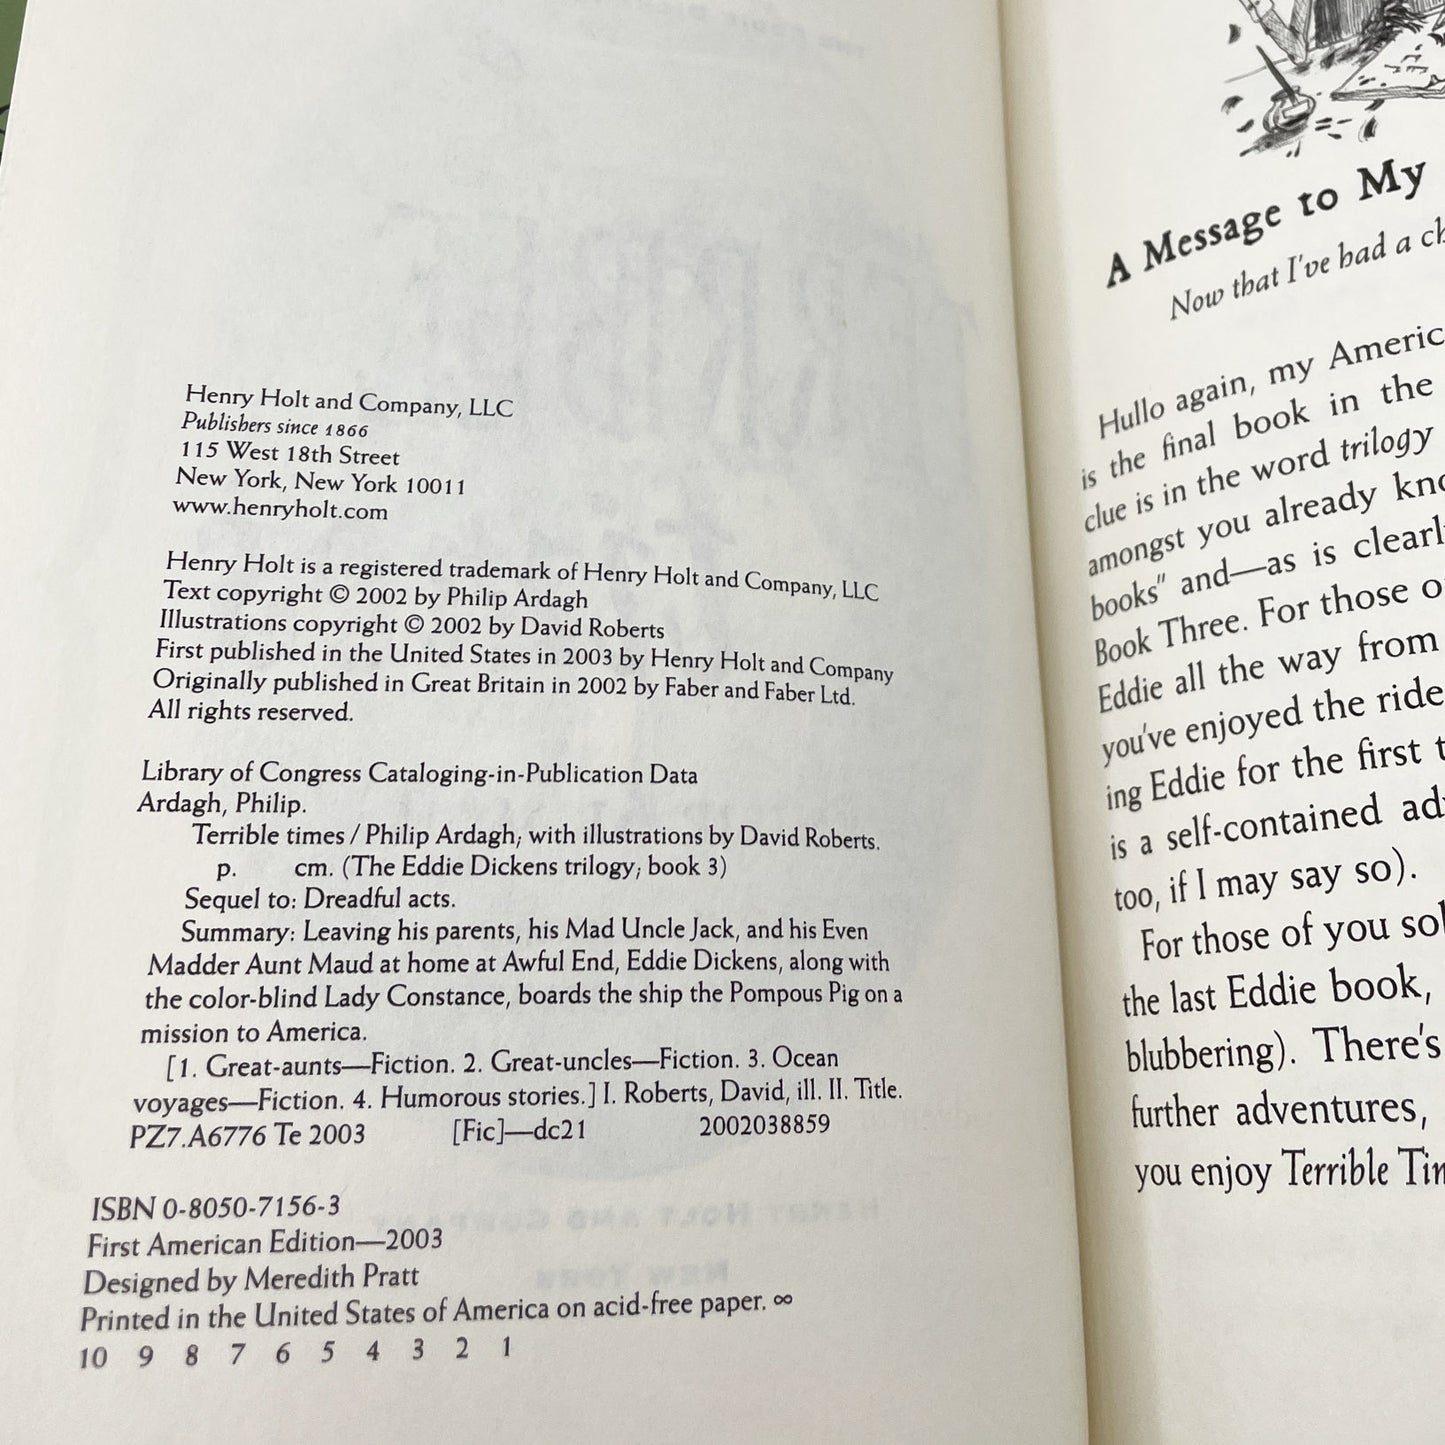 Henry Holt and Company, LLC
Publishers since 1866
115 West 18th Street
New York, New York 10011
www.henryholt.com
Henry Holt is a registered trademark of Henry Holt and Company, LLC
Text copyright © 2002 by Philip Ardagh
Illustrations copyright © 2002 by David Roberts
First published in the United States in 2003 by Henry Holt and Company
Originally published in Great Britain in 2002 by Faber and Faber Ltd.
All rights reserved.
Library of Congress Cataloging-in-Publication Data
Ardagh, Philip.
Terrible times / Philip Ardagh; with illustrations by David Roberts.
p. cm. (The Eddie Dickens trilogy; book 3)
Sequel to: Dreadful acts.
Summary: Leaving his parents, his Mad Uncle Jack, and his Even
Madder Aunt Maud at home at Awful End, Eddie Dickens, along with
the color-blind Lady Constance, boards the ship the Pompous Pig on a
mission to America.
[1. Great-aunts—Fiction. 2. Great-uncles—Fiction. 3. Ocean
voyages—Fiction. 4. Humorous stories.] I. Roberts, David, ill. II. Title.
PZ7.A6776 Te 2003 [Fic]—dc21 2002038859
ISBN 0-8050-7156-3
First American Edition—2003
Designed by Meredith Pratt
Printed in the United States of America on acid-free paper. ∞
10 9 8 7 6 5 4 3 2 1
A Message to My
Now that I've had a ch
Hullo again, my Americ
is the final book in the
clue is in the word trilogy
amongst you already kno
books" and—as is clearl
Book Three. For those o
Eddie all the way from
you've enjoyed the ride
ing Eddie for the first t
is a self-contained ad
too, if I may say so).
For those of you so
the last Eddie book,
blubbering). There's
further adventures,
you enjoy Terrible Tim